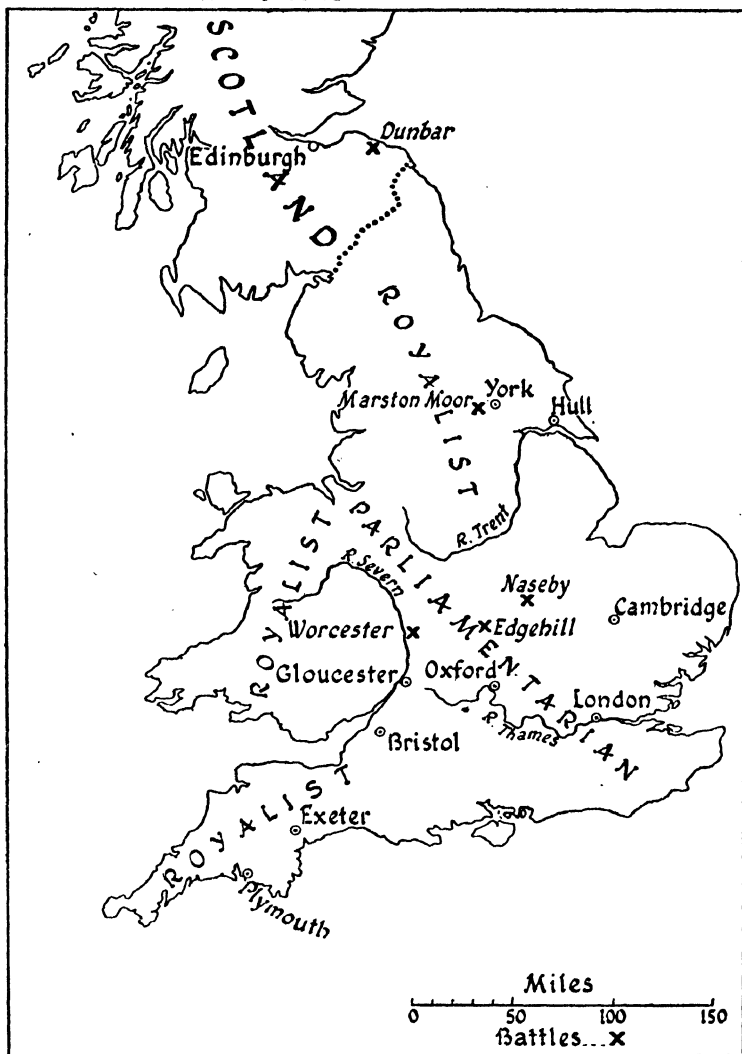 SCOTLAND
Dunbar
Edinburgh
ROYALIST
Marston Moor
York
Hull
R. Trent
ROYALIST
PARLIAMENTARIAN
R. Severn
Naseby
Cambridge
Worcester
Edgehill
Gloucester
Oxford
London
R. Thames
Bristol
ROYALIST
Exeter
Plymouth
Miles
0 50 100 150
Battles...x